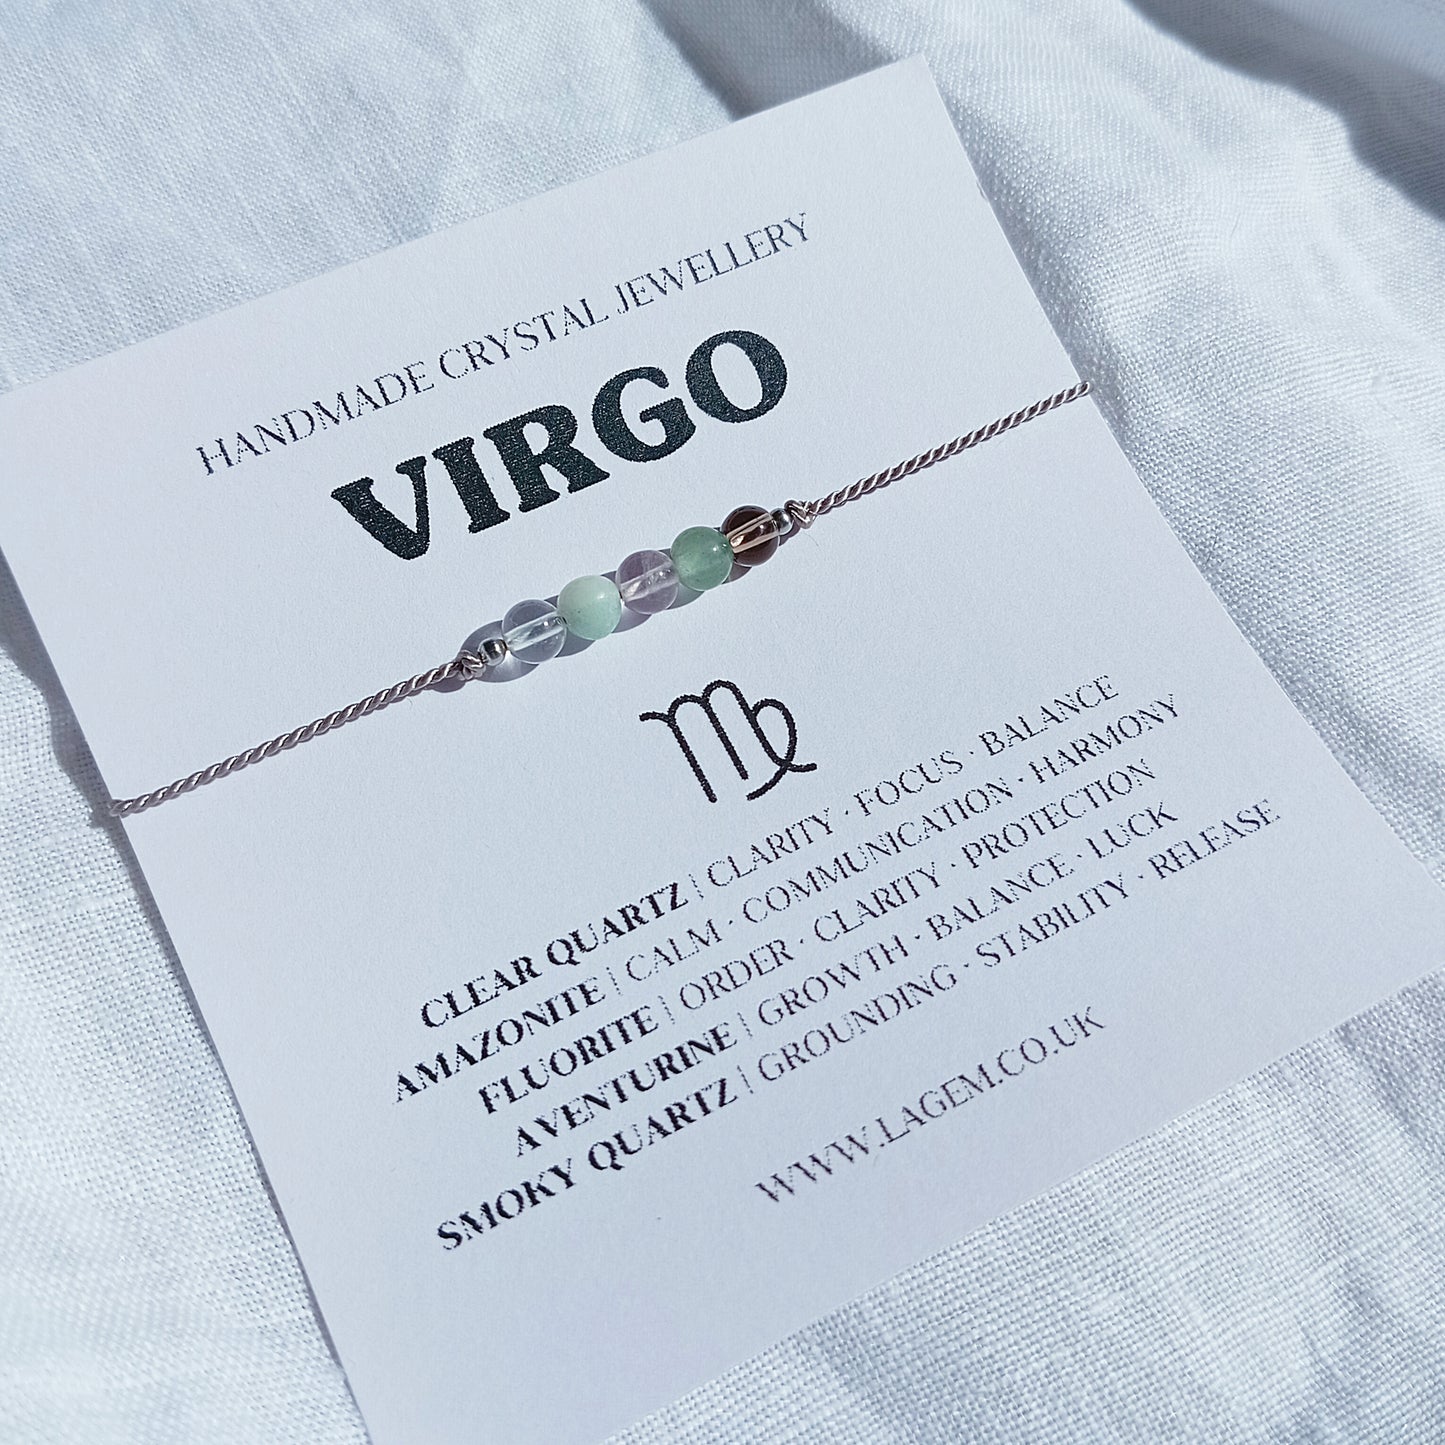 HANDMADE CRYSTAL JEWELLERY
VIRGO
CLEAR QUARTZ | CLARITY · FOCUS · BALANCE
AMAZONITE | CALM · COMMUNICATION · HARMONY
FLUORITE | ORDER · CLARITY · PROTECTION
AVENTURINE | GROWTH · BALANCE · LUCK
SMOKY QUARTZ | GROUNDING · STABILITY · RELEASE
WWW.LAGEM.CO.UK